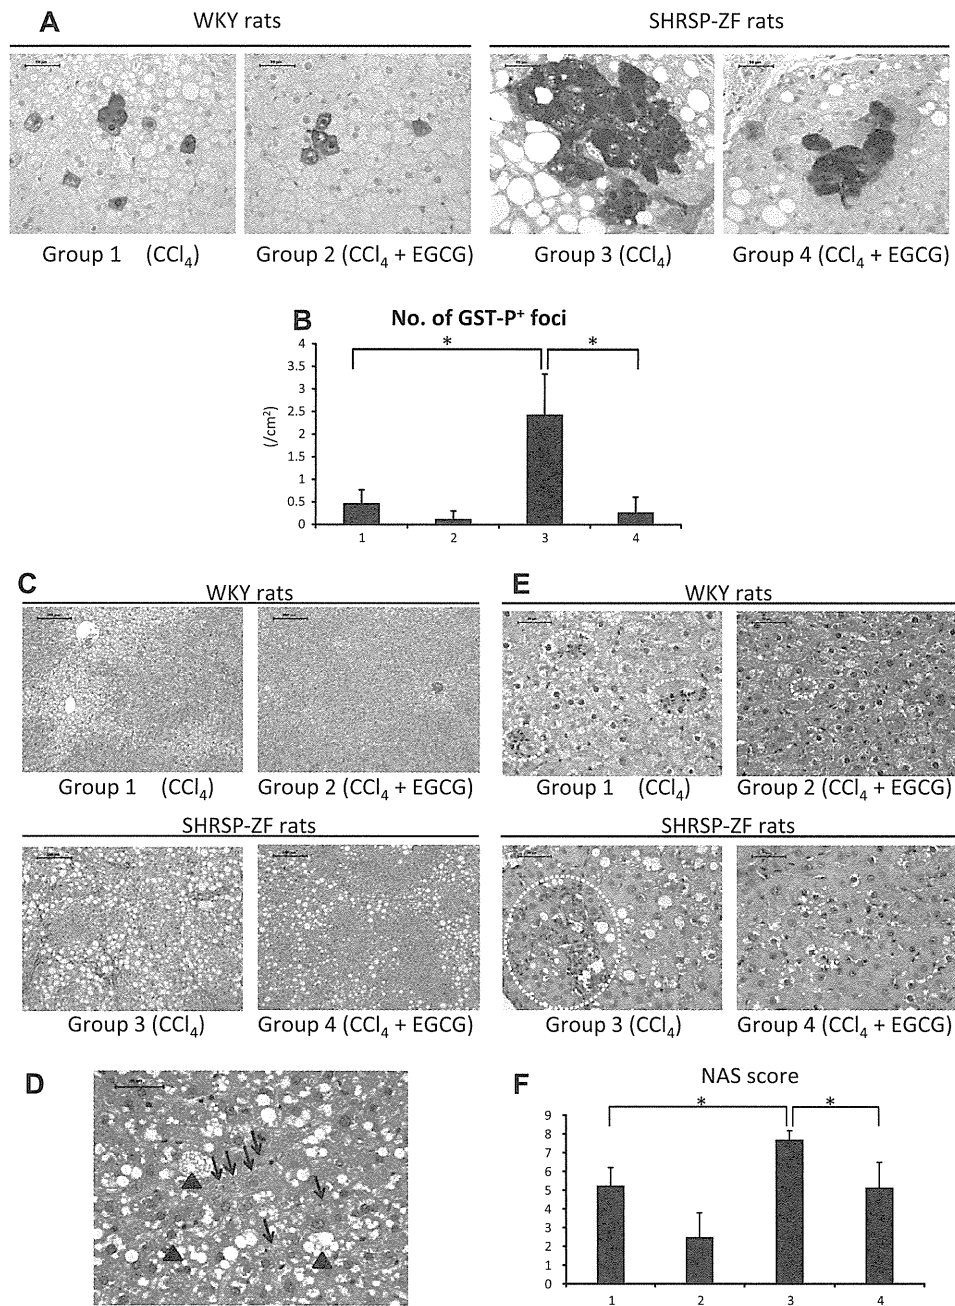 A
WKY rats
SHRSP-ZF rats
Group 1 (CCl4)
Group 2 (CCl4 + EGCG)
Group 3 (CCl4)
Group 4 (CCl4 + EGCG)
B
No. of GST-P+ foci
(/cm2)
4
3.5
3
2.5
2
1.5
1
0.5
0
*
*
1
2
3
4
C
WKY rats
Group 1 (CCl4)
Group 2 (CCl4 + EGCG)
SHRSP-ZF rats
Group 3 (CCl4)
Group 4 (CCl4 + EGCG)
E
WKY rats
Group 1 (CCl4)
Group 2 (CCl4 + EGCG)
SHRSP-ZF rats
Group 3 (CCl4)
Group 4 (CCl4 + EGCG)
D
F
NAS score
9
8
7
6
5
4
3
2
1
0
*
*
1
2
3
4